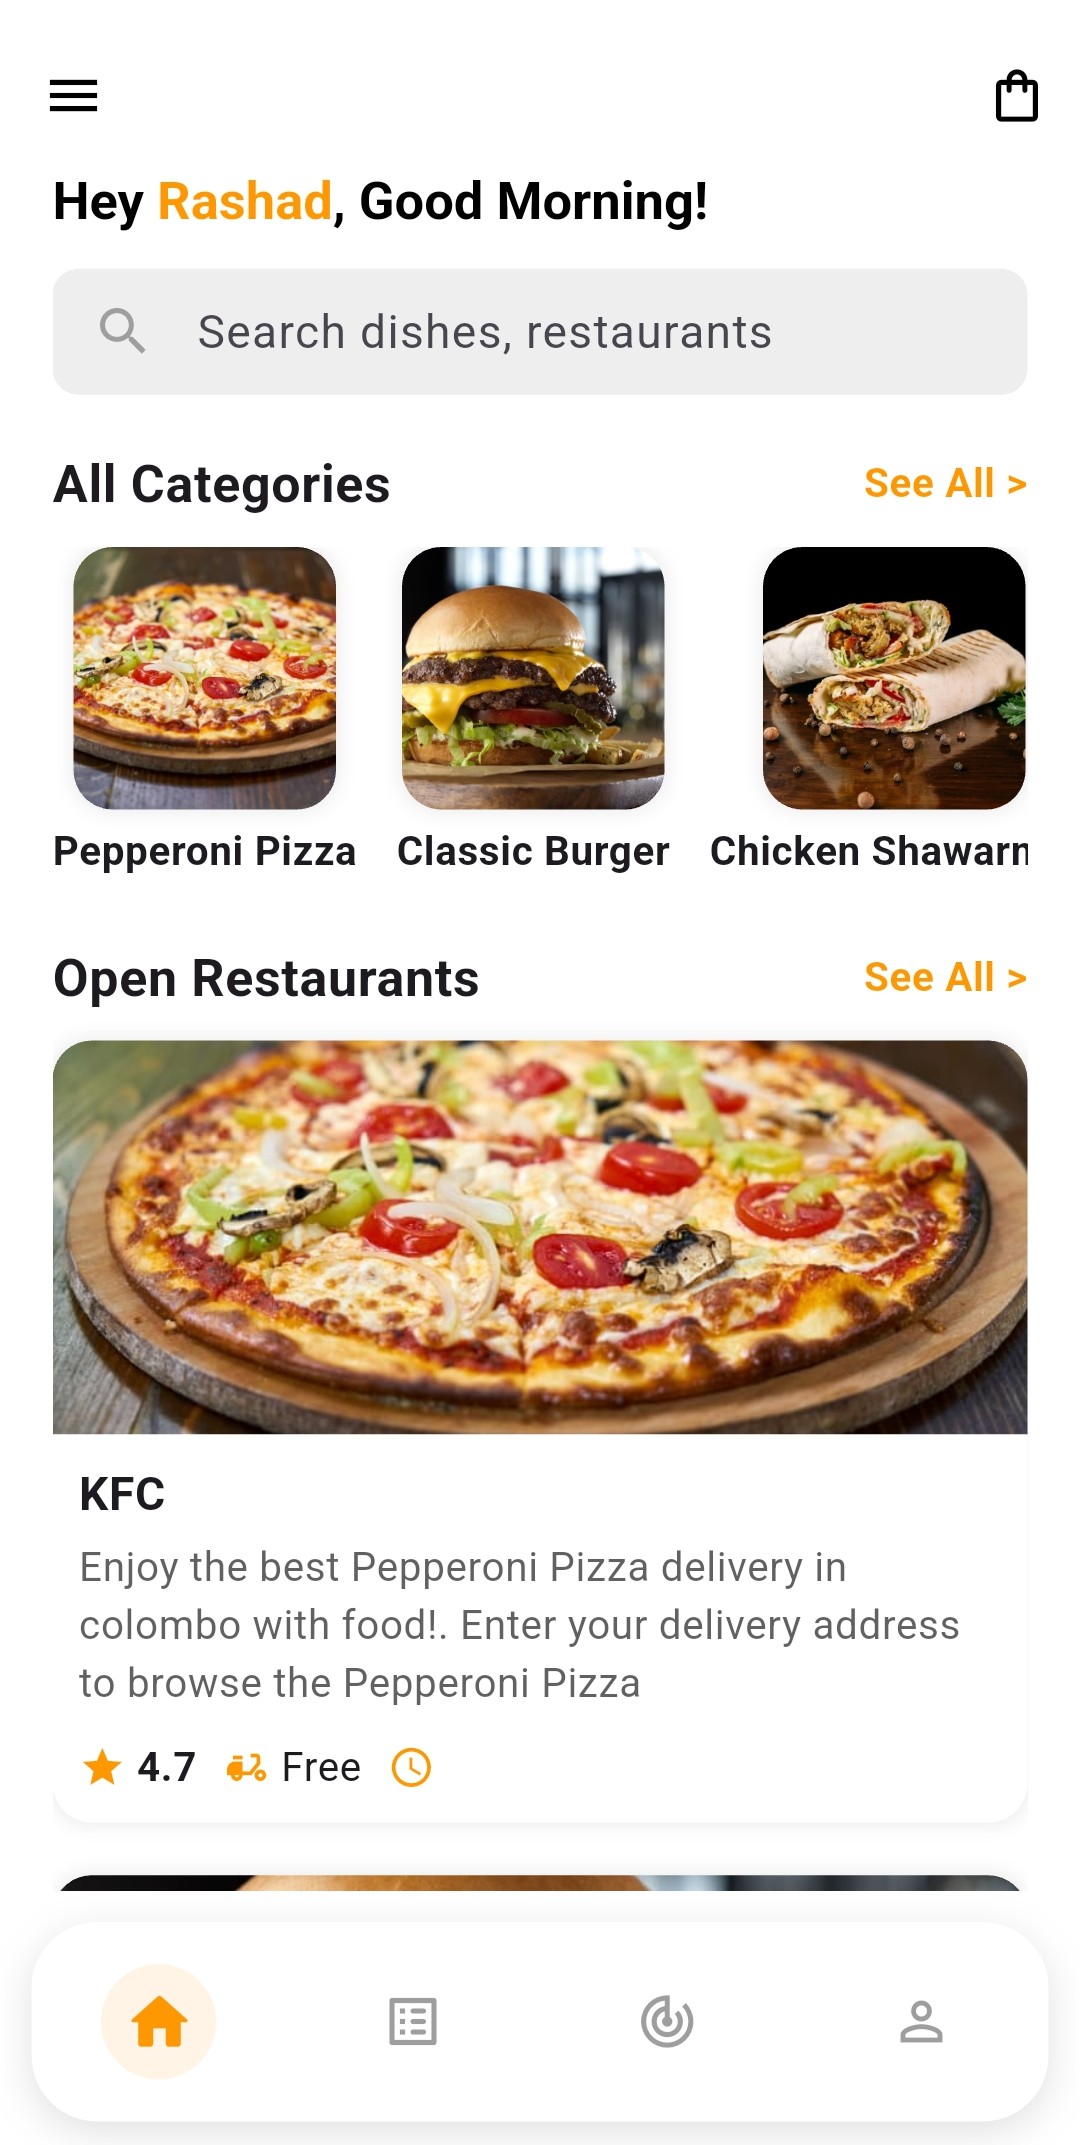 Hey Rashad, Good Morning!
Search dishes, restaurants
All Categories
See All >
Pepperoni Pizza
Classic Burger
Chicken Shawarm
Open Restaurants
See All >
KFC
Enjoy the best Pepperoni Pizza delivery in
colombo with food!. Enter your delivery address
to browse the Pepperoni Pizza
4.7
Free